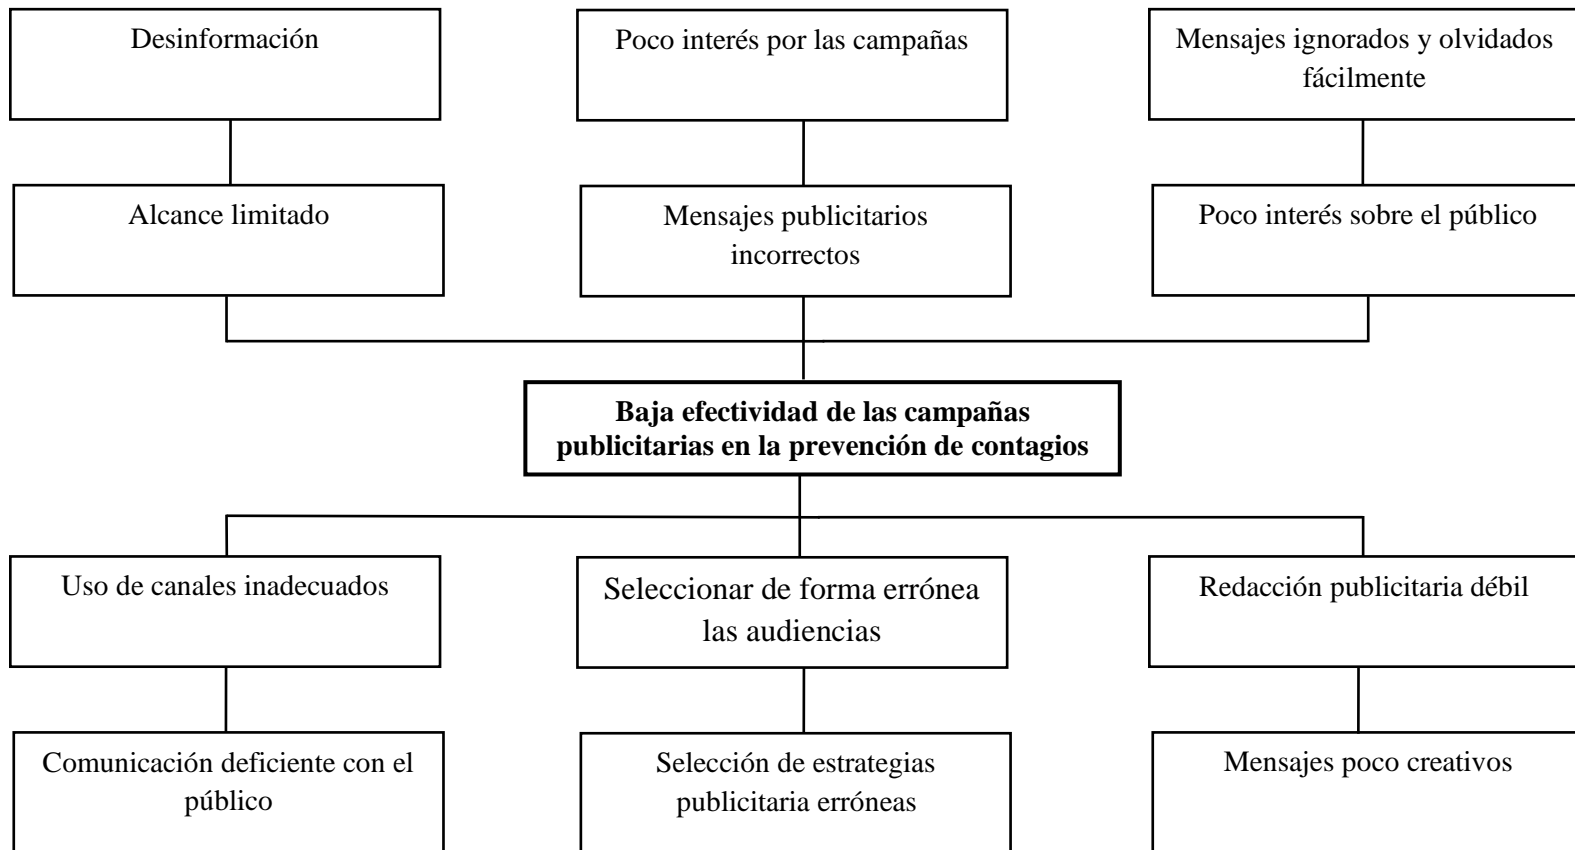 Desinformación
Poco interés por las campañas
Mensajes ignorados y olvidados
fácilmente
Alcance limitado
Mensajes publicitarios
incorrectos
Poco interés sobre el público
Baja efectividad de las campañas
publicitarias en la prevención de contagios
Uso de canales inadecuados
Seleccionar de forma errónea
las audiencias
Redacción publicitaria débil
Comunicación deficiente con el
público
Selección de estrategias
publicitaria erróneas
Mensajes poco creativos